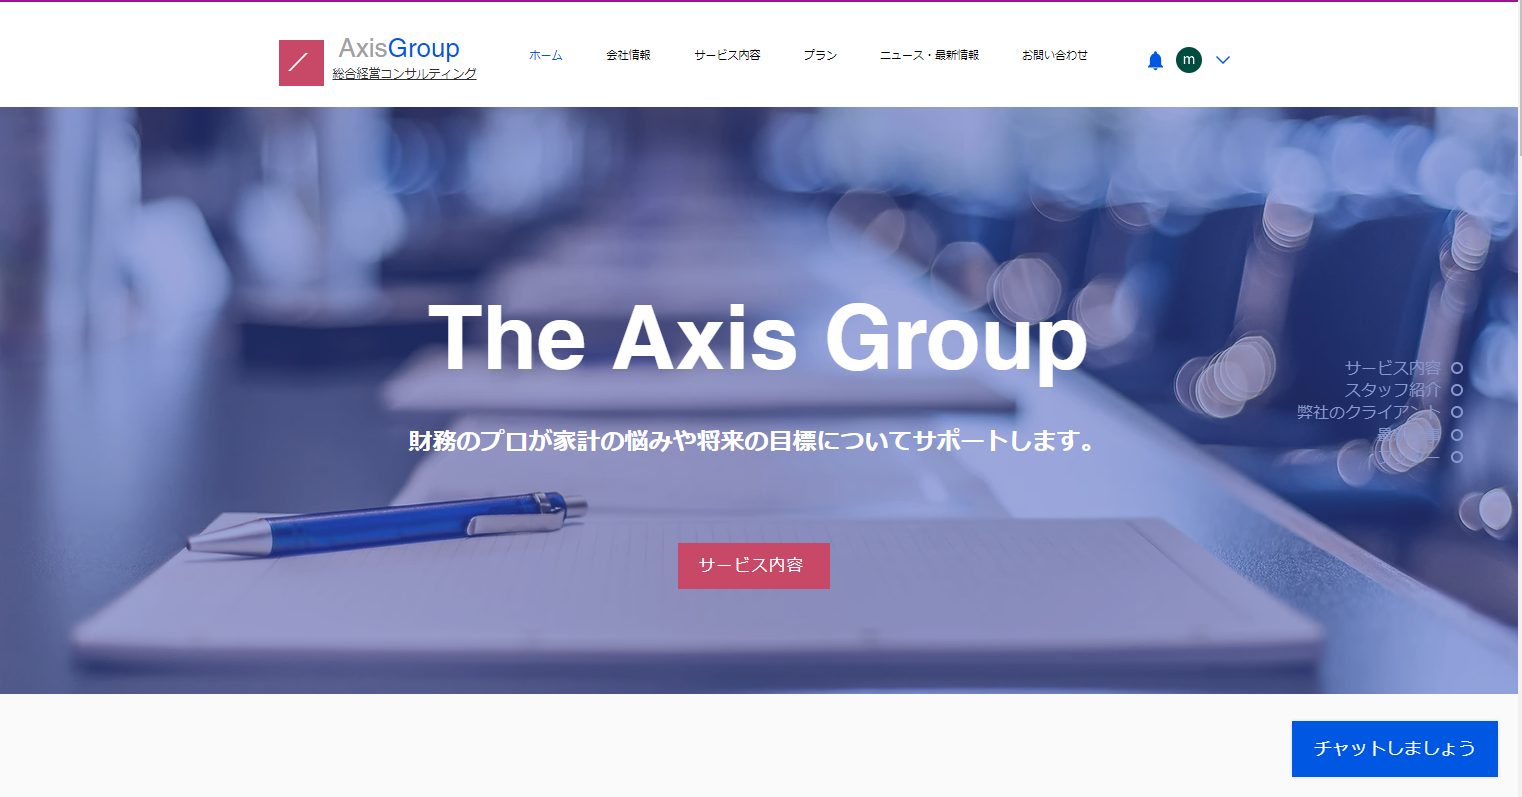 AxisGroup
総合経営コンサルティング
ホーム
会社情報
サービス内容
プラン
ニュース・最新情報
お問い合わせ
m
The Axis Group
財務のプロが家計の悩みや将来の目標についてサポートします。
サービス内容
スタッフ紹介
弊社のクライアント
サービス内容
チャットしましょう